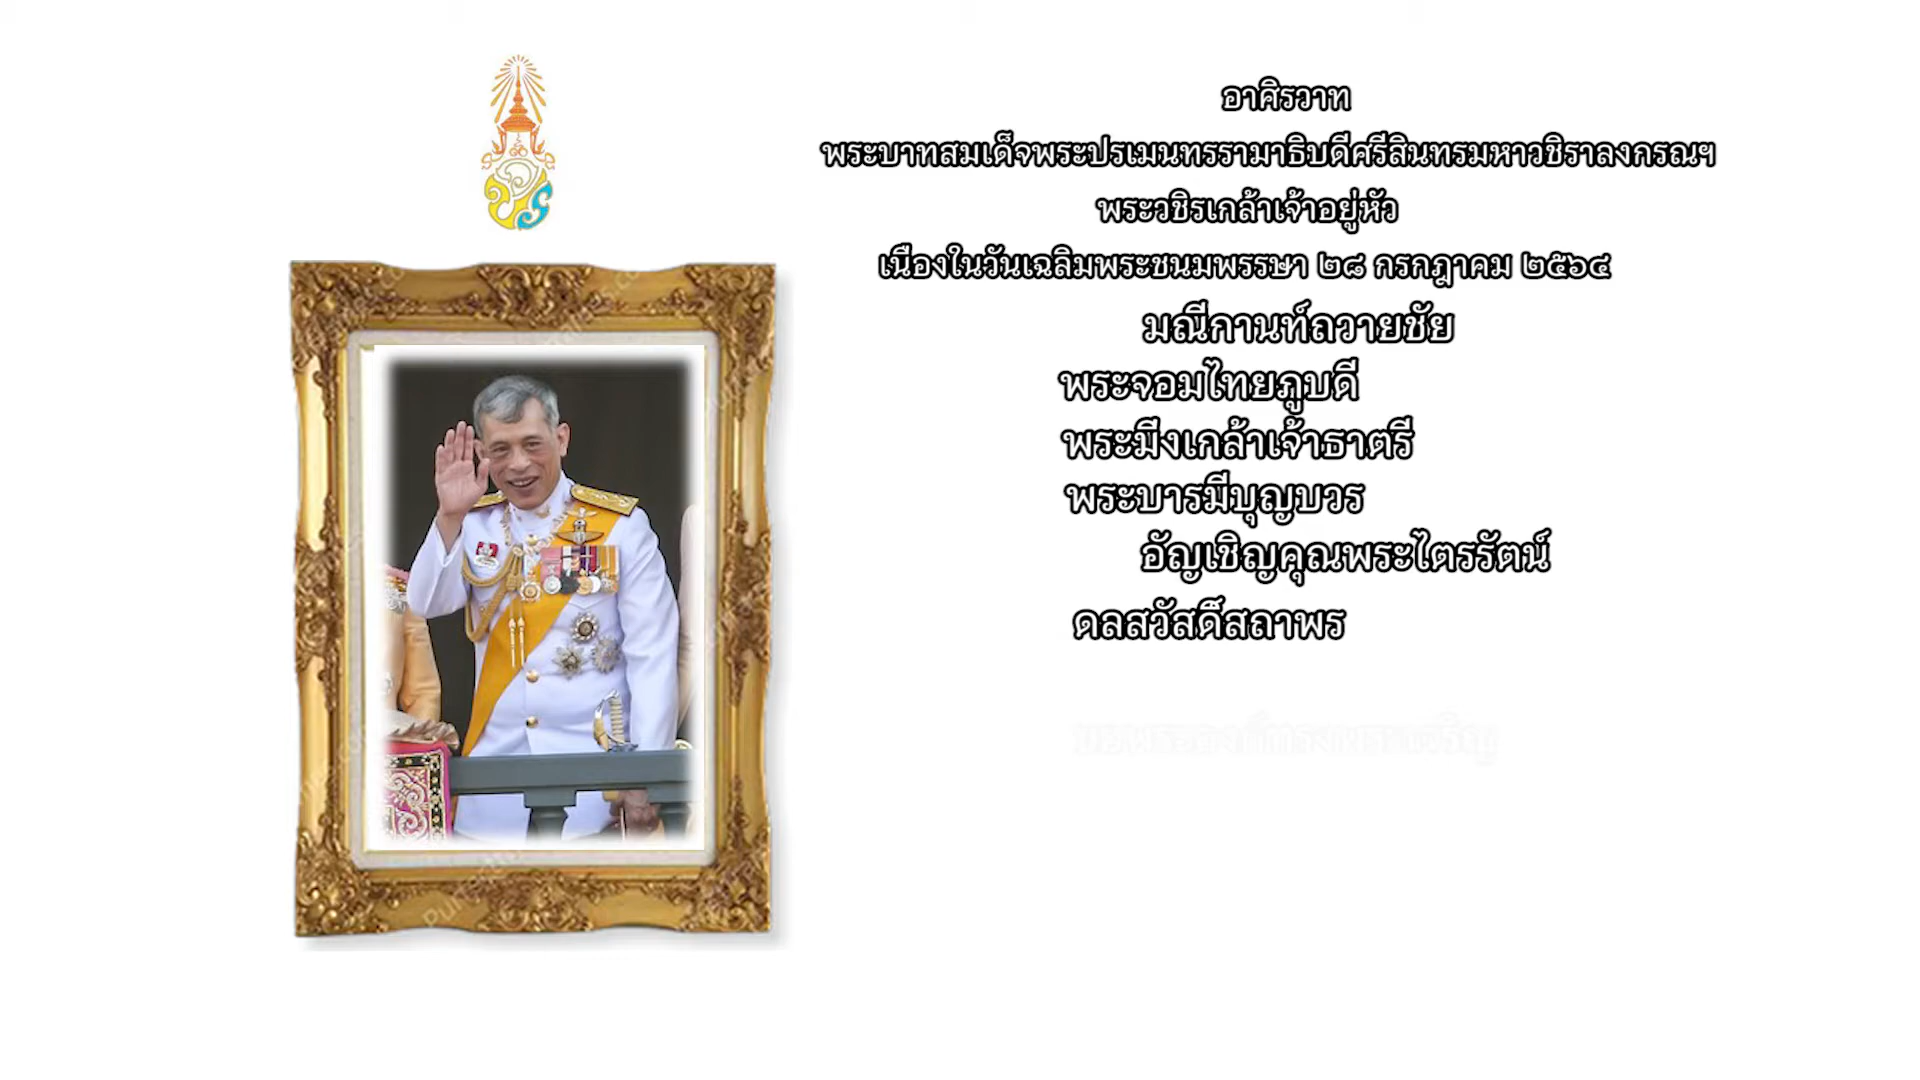 อาศิรวาท
พระบาทสมเด็จพระปรเมนทรรามาธิบดีศรีสินทรมหาวชิราลงกรณฯ
พระวชิรเกล้าเจ้าอยู่หัว
เนื่องในวันเฉลิมพระชนมพรรษา ๒๘ กรกฎาคม ๒๕๖๔
มณีกานท์ถวายชัย
พระจอมไทยภูบดี
พระมิ่งเกล้าเจ้าธาตรี
พระบารมีบุญบวร
อัญเชิญคุณพระไตรรัตน์
ดลสวัสดิ์สถาพร